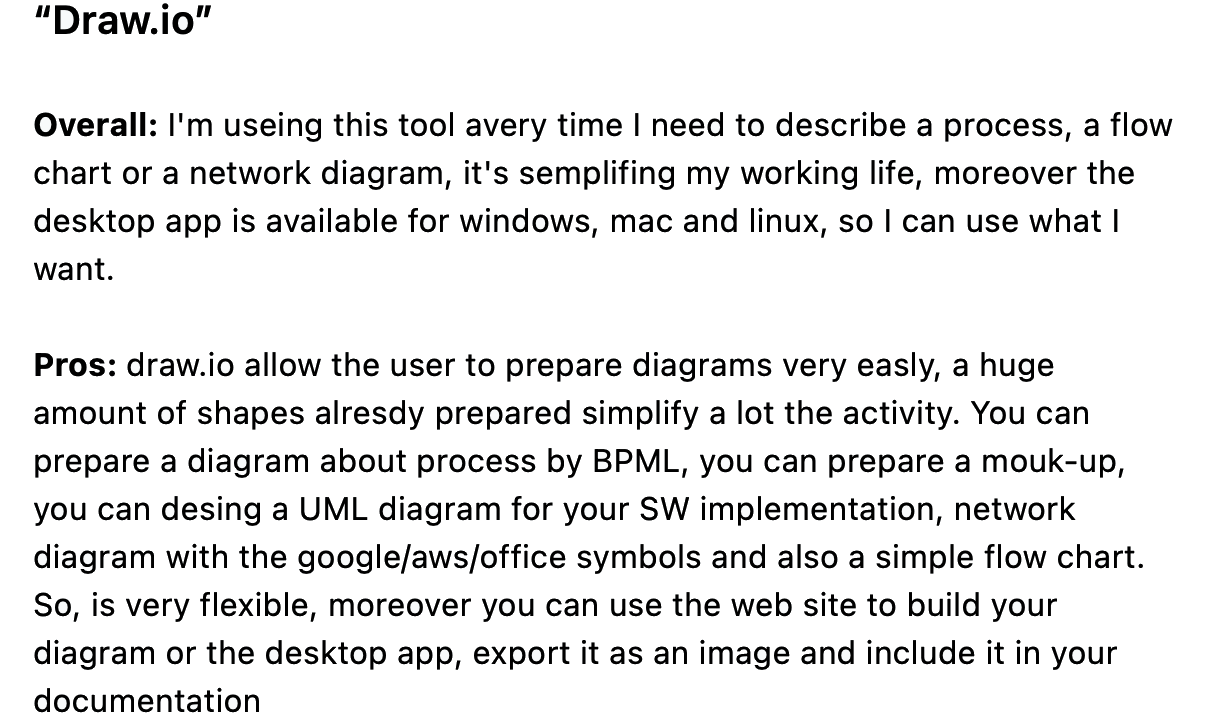 “Draw.io”
Overall: I'm useing this tool avery time I need to describe a process, a flow
chart or a network diagram, it's semplifing my working life, moreover the
desktop app is available for windows, mac and linux, so I can use what I
want.
Pros: draw.io allow the user to prepare diagrams very easly, a huge
amount of shapes alresdy prepared simplify a lot the activity. You can
prepare a diagram about process by BPML, you can prepare a mouk-up,
you can desing a UML diagram for your SW implementation, network
diagram with the google/aws/office symbols and also a simple flow chart.
So, is very flexible, moreover you can use the web site to build your
diagram or the desktop app, export it as an image and include it in your
documentation